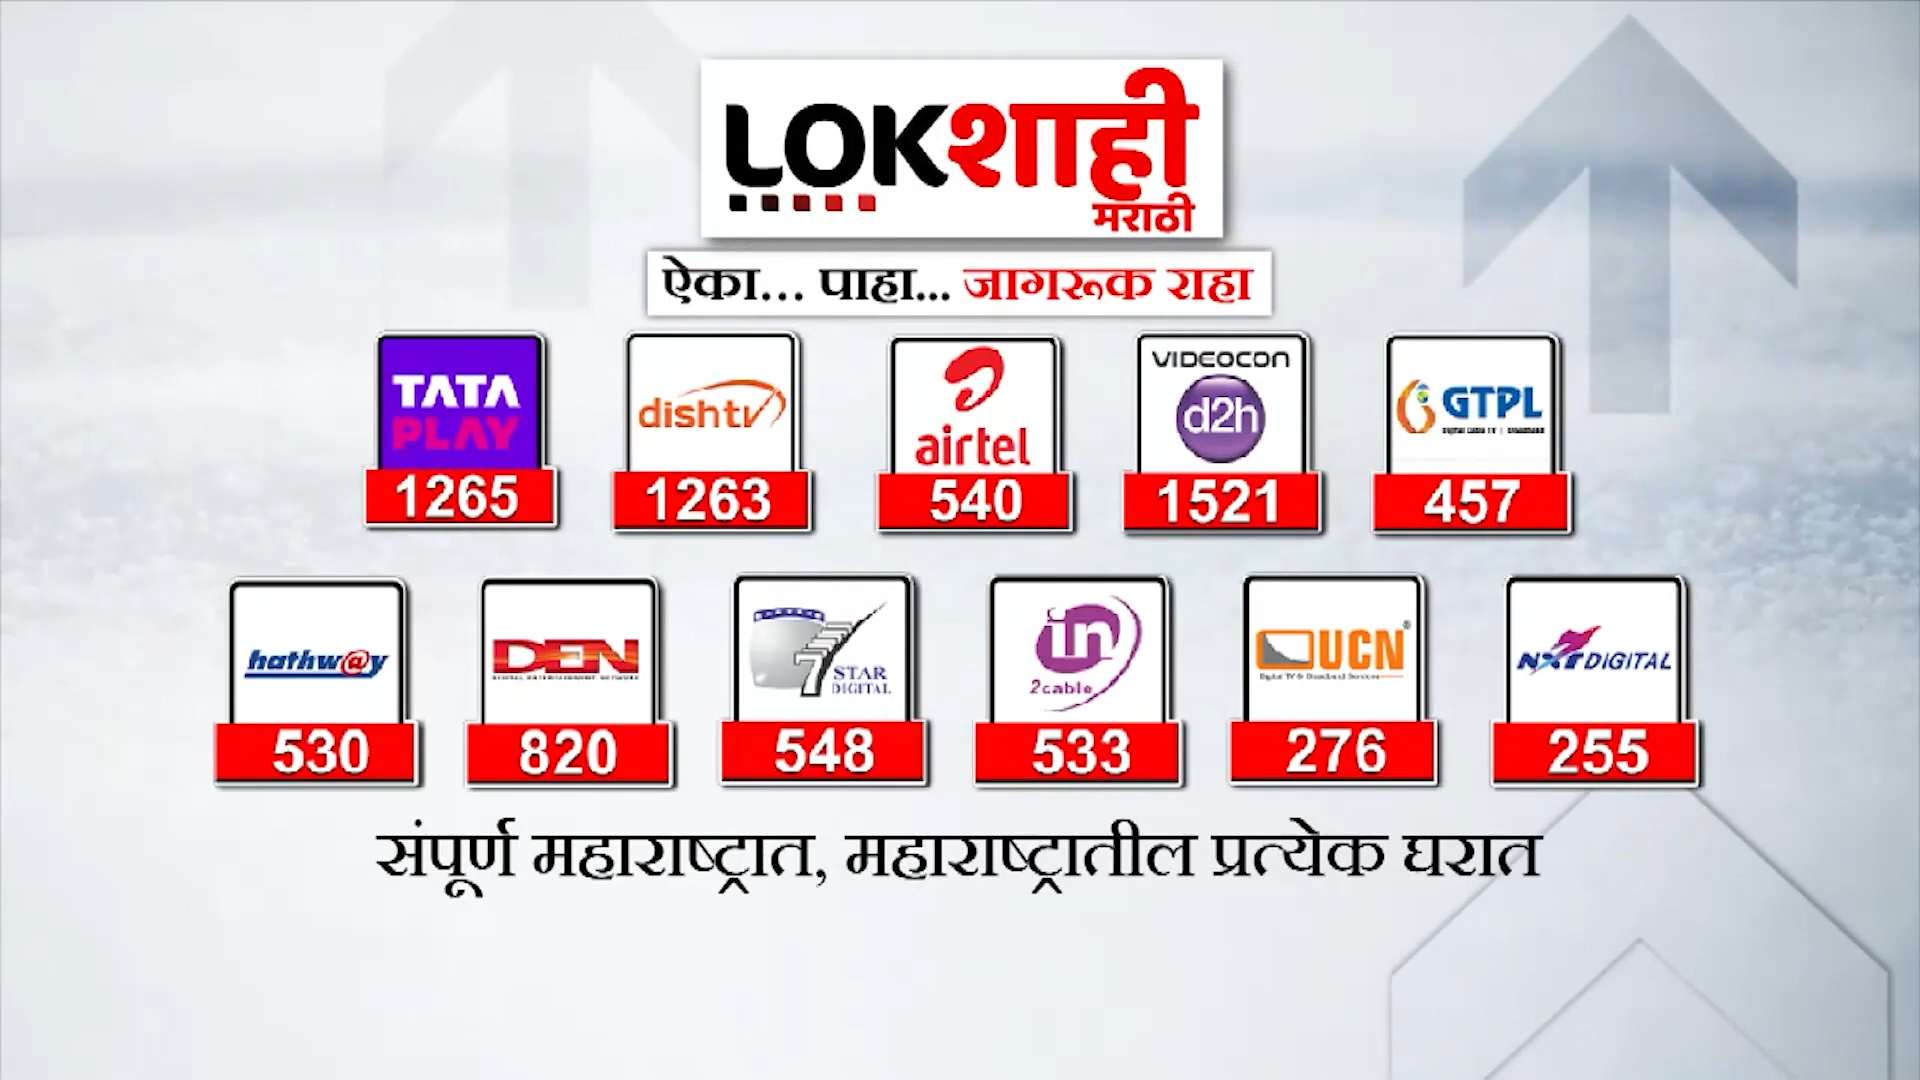 LOKशाही
मराठी
ऐका... पाहा... जागरूक राहा
TATA PLAY
dishtv
airtel
VIDEOCON d2h
GTPL
1265 1263 540 1521 457
hathw@y
DEN
7 STAR DIGITAL
in 2cable
UCN
NXT DIGITAL
530 820 548 533 276 255
संपूर्ण महाराष्ट्रात, महाराष्ट्रातील प्रत्येक घरात